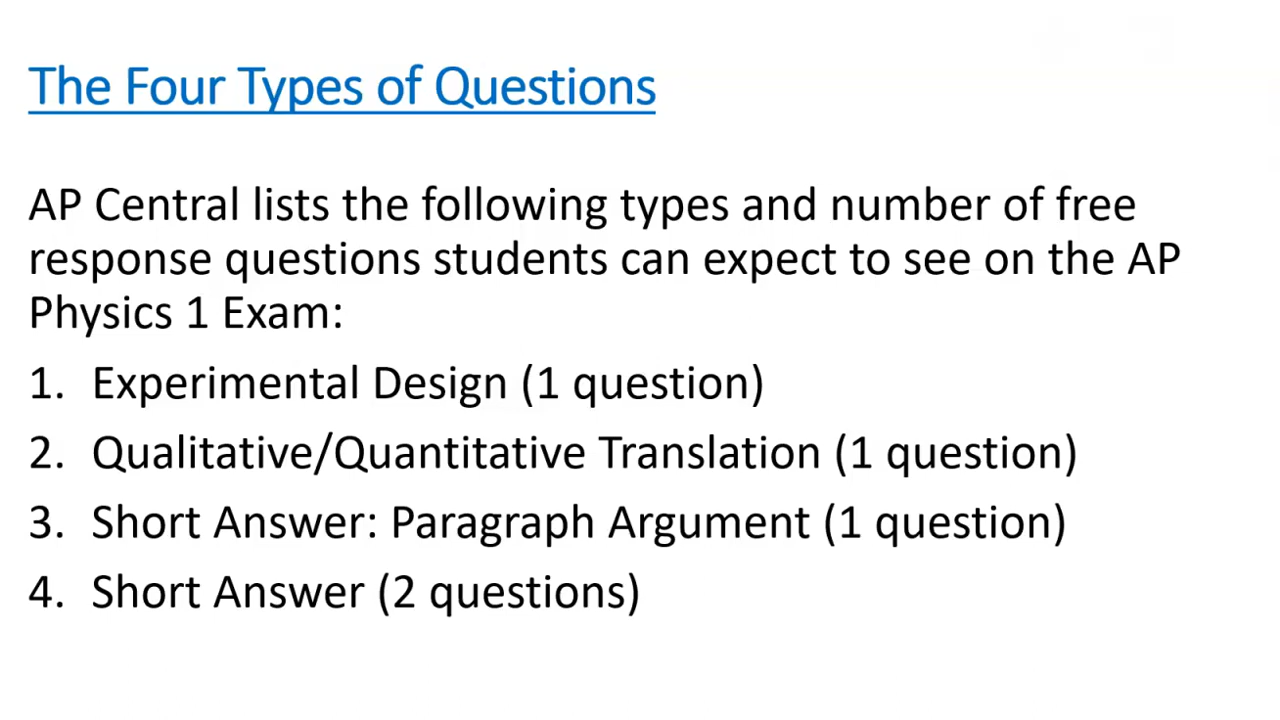 The Four Types of Questions
AP Central lists the following types and number of free
response questions students can expect to see on the AP
Physics 1 Exam:
1. Experimental Design (1 question)
2. Qualitative/Quantitative Translation (1 question)
3. Short Answer: Paragraph Argument (1 question)
4. Short Answer (2 questions)